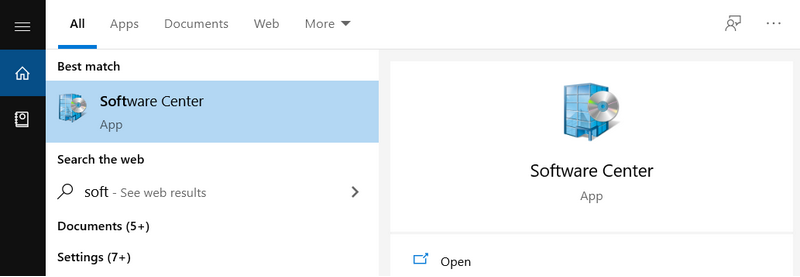 All Apps Documents Web More
Best match
Software Center
App
Search the web
soft - See web results
Documents (5+)
Settings (7+)
Software Center
App
Open